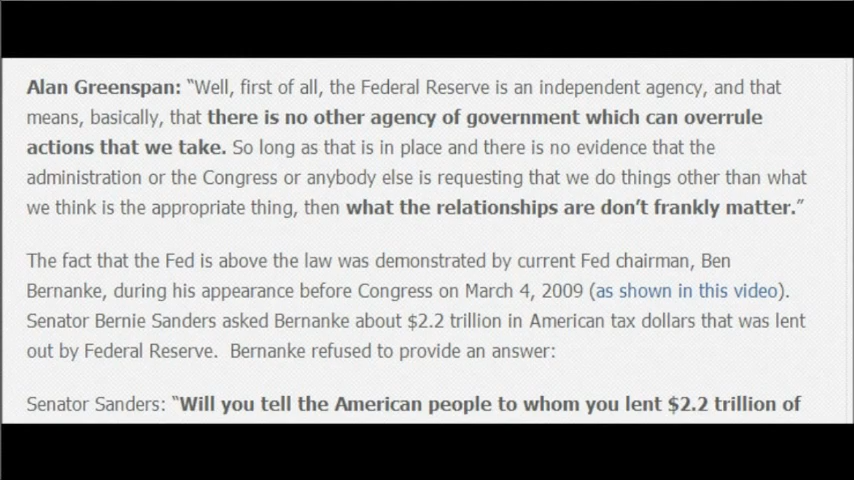 Alan Greenspan: “Well, first of all, the Federal Reserve is an independent agency, and that
means, basically, that there is no other agency of government which can overrule
actions that we take. So long as that is in place and there is no evidence that the
administration or the Congress or anybody else is requesting that we do things other than what
we think is the appropriate thing, then what the relationships are don’t frankly matter.”
The fact that the Fed is above the law was demonstrated by current Fed chairman, Ben
Bernanke, during his appearance before Congress on March 4, 2009 (as shown in this video).
Senator Bernie Sanders asked Bernanke about $2.2 trillion in American tax dollars that was lent
out by Federal Reserve.  Bernanke refused to provide an answer:
Senator Sanders: “Will you tell the American people to whom you lent $2.2 trillion of